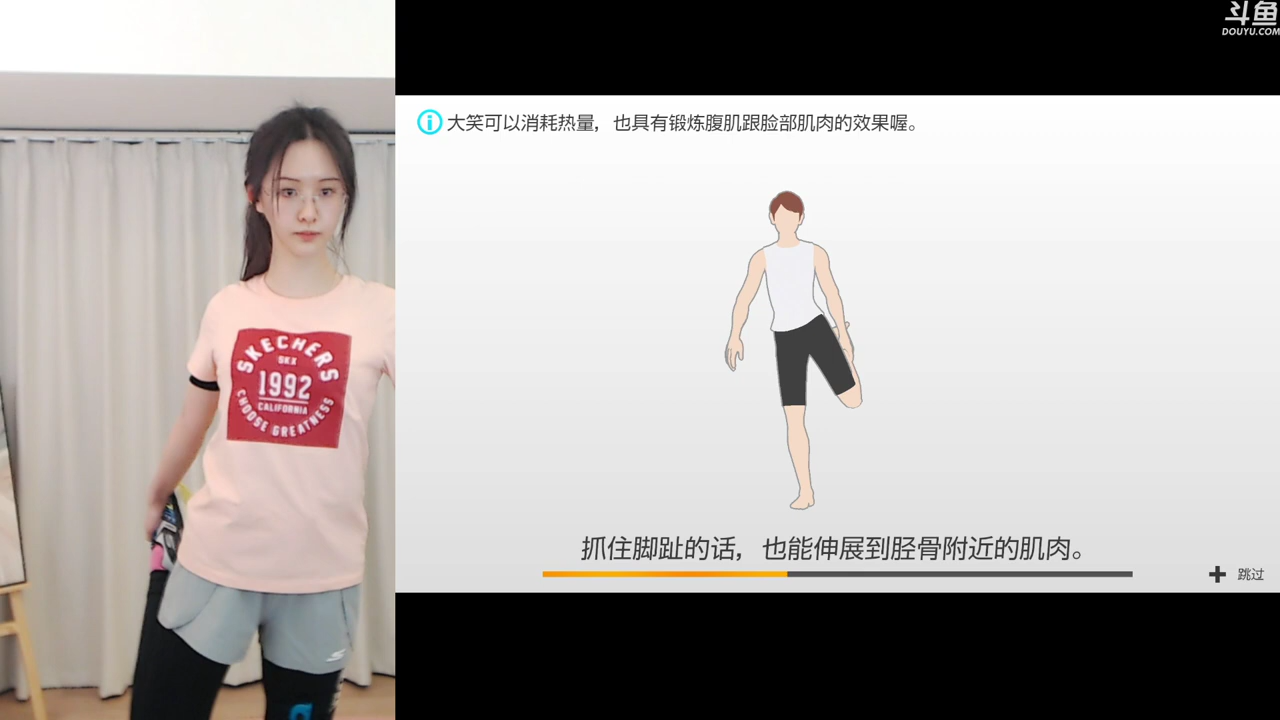 斗鱼
DOUYU.COM
大笑可以消耗热量，也具有锻炼腹肌跟脸部肌肉的效果喔。
SKECHERS
SKX
1992
CALIFORNIA
CHOOSE GREATNESS
抓住脚趾的话，也能伸展到胫骨附近的肌肉。
跳过